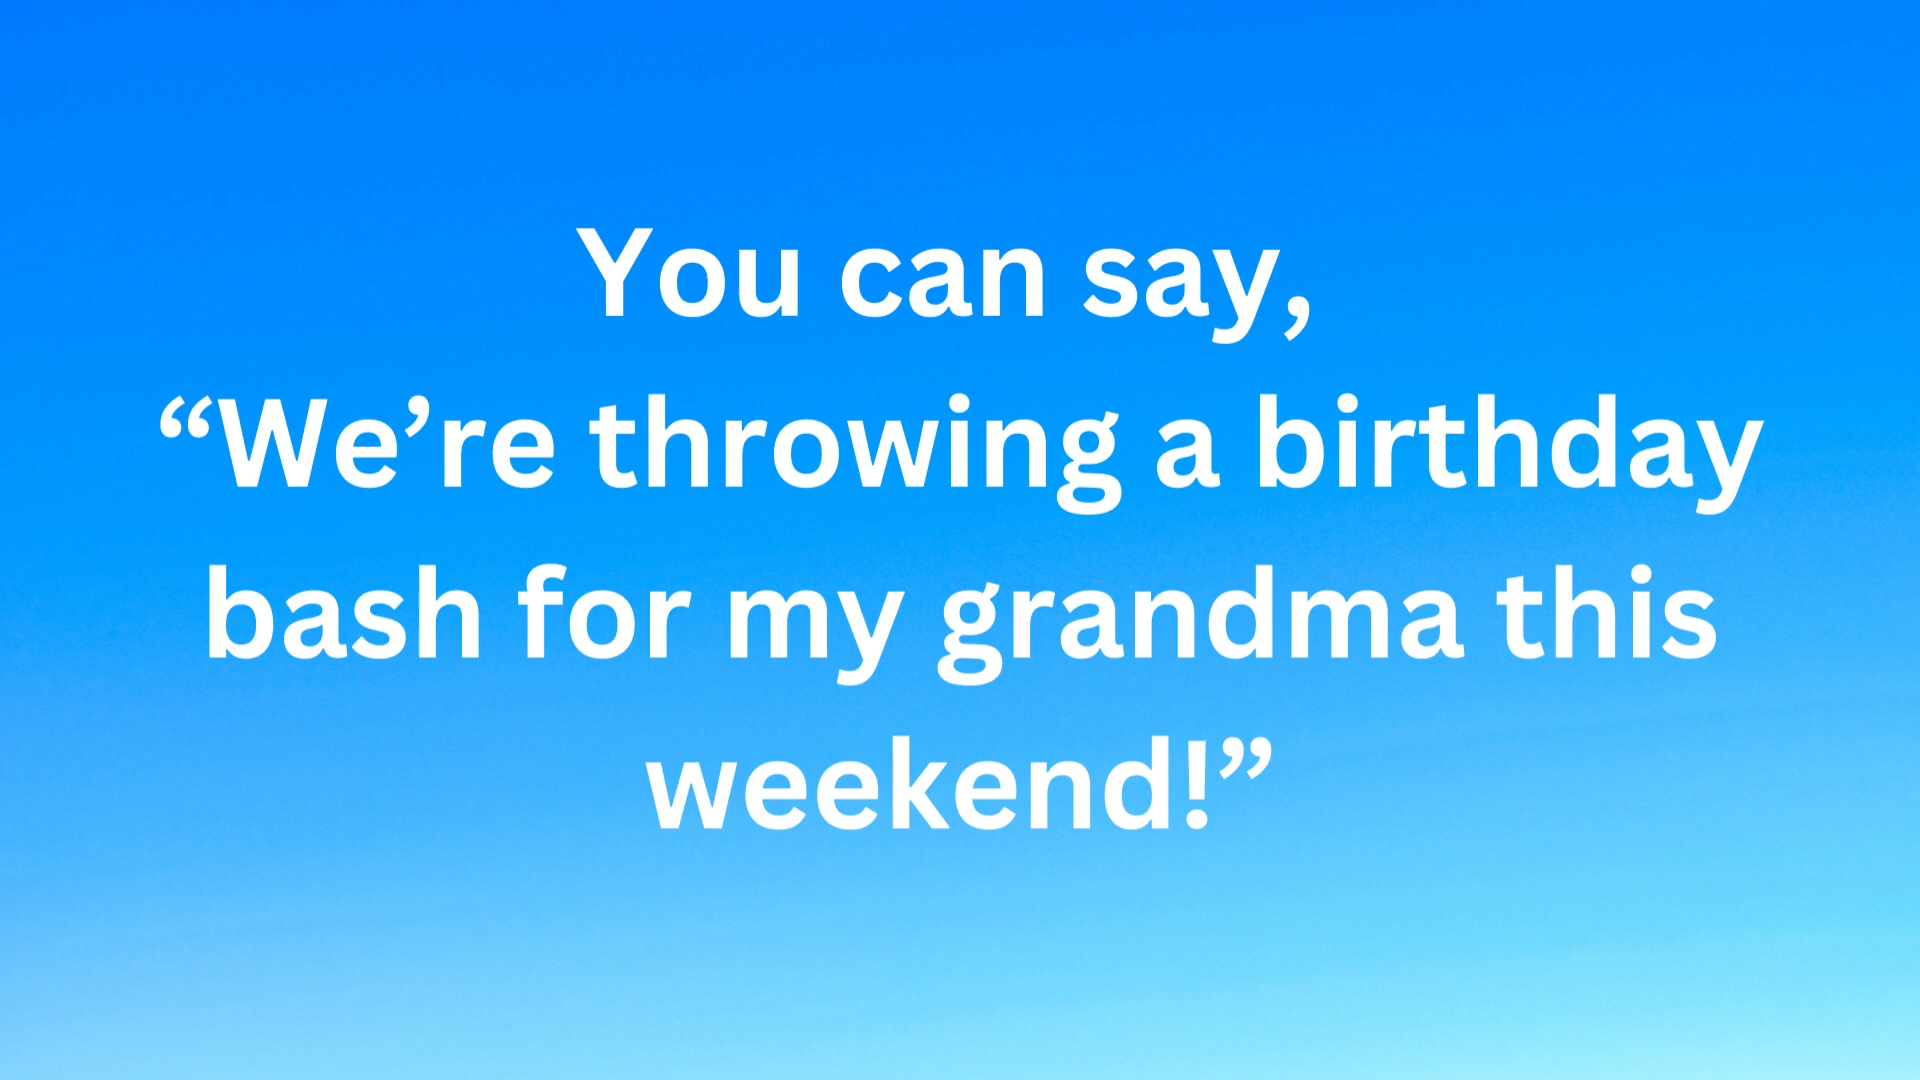 You can say,
“We’re throwing a birthday
bash for my grandma this
weekend!”